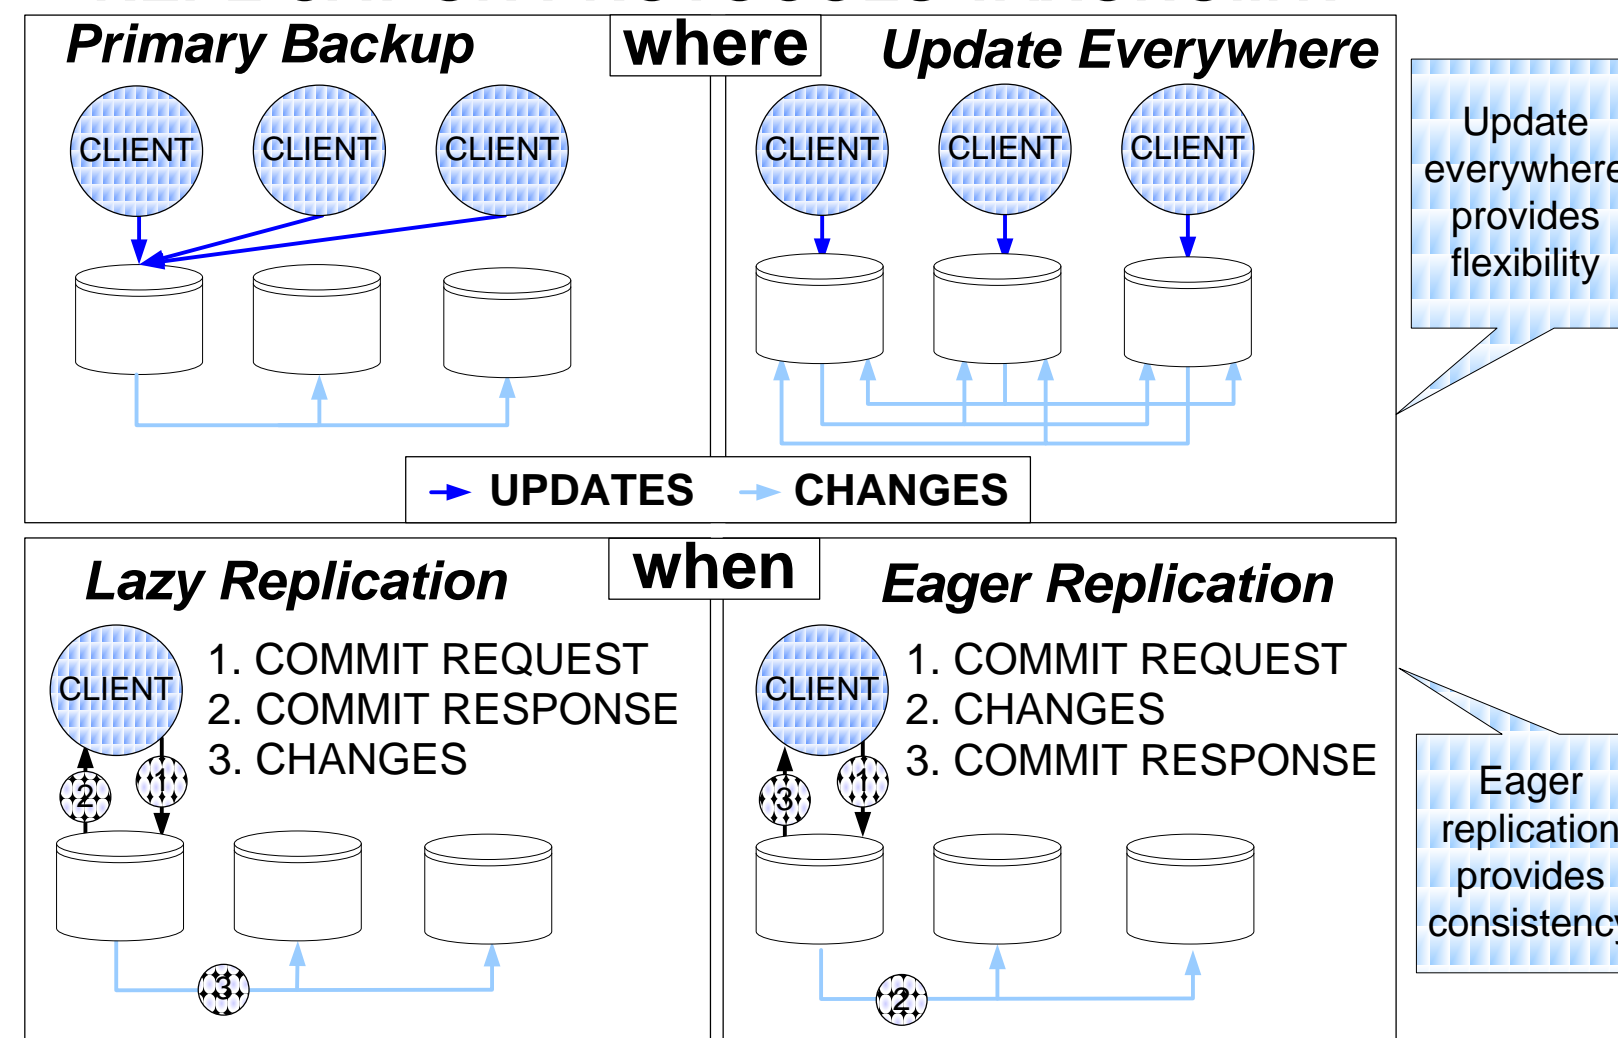 Primary Backup
where
Update Everywhere
CLIENT
CLIENT
CLIENT
CLIENT
CLIENT
CLIENT
Update
everywhere
provides
flexibility
UPDATES
CHANGES
Lazy Replication
when
Eager Replication
CLIENT
1. COMMIT REQUEST
2. COMMIT RESPONSE
3. CHANGES
2
1
3
CLIENT
1. COMMIT REQUEST
2. CHANGES
3. COMMIT RESPONSE
3
1
2
Eager
replication
provides
consistency